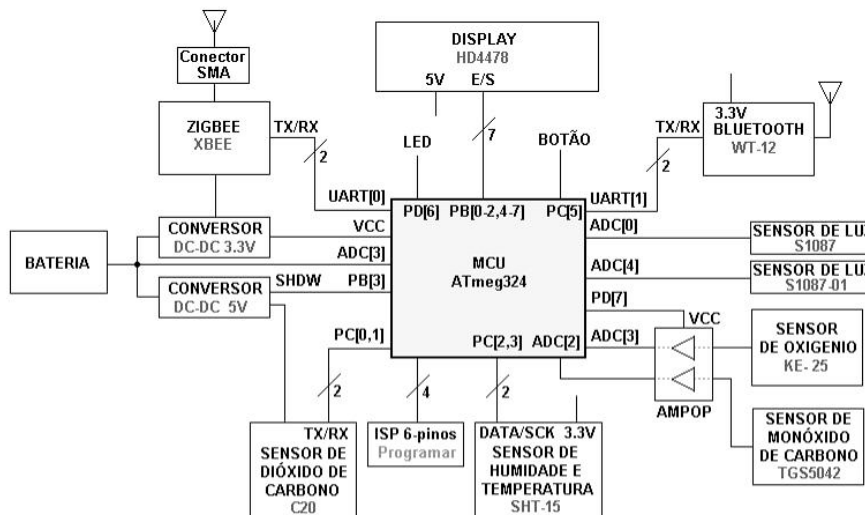 Conector
SMA
ZIGBEE
XBEE
TX/RX
2
UART[0]
DISPLAY
HD4478
5V E/S
7
LED
BOTÃO
3.3V
BLUETOOTH
WT-12
TX/RX
2
UART[1]
PD[6] PB[0-2,4-7] PC[5]
MCU
ATmeg324
PC[2,3] ADC[2]
BATERIA
CONVERSOR
DC-DC 3.3V
VCC
ADC[3]
CONVERSOR
DC-DC 5V
SHDW PB[3]
PC[0,1]
2
4
2
ADC[0]
SENSOR DE LUZ
S1087
ADC[4]
SENSOR DE LUZ
S1087-01
PD[7]
VCC
ADC[3]
AMPOP
SENSOR
DE OXIGENIO
KE- 25
SENSOR DE
MONÓXIDO
DE CARBONO
TGS5042
TX/RX
SENSOR DE
DIÓXIDO DE
CARBONO
C20
ISP 6-pinos
Programar
DATA/SCK 3.3V
SENSOR DE
HUMIDADE E
TEMPERATURA
SHT-15